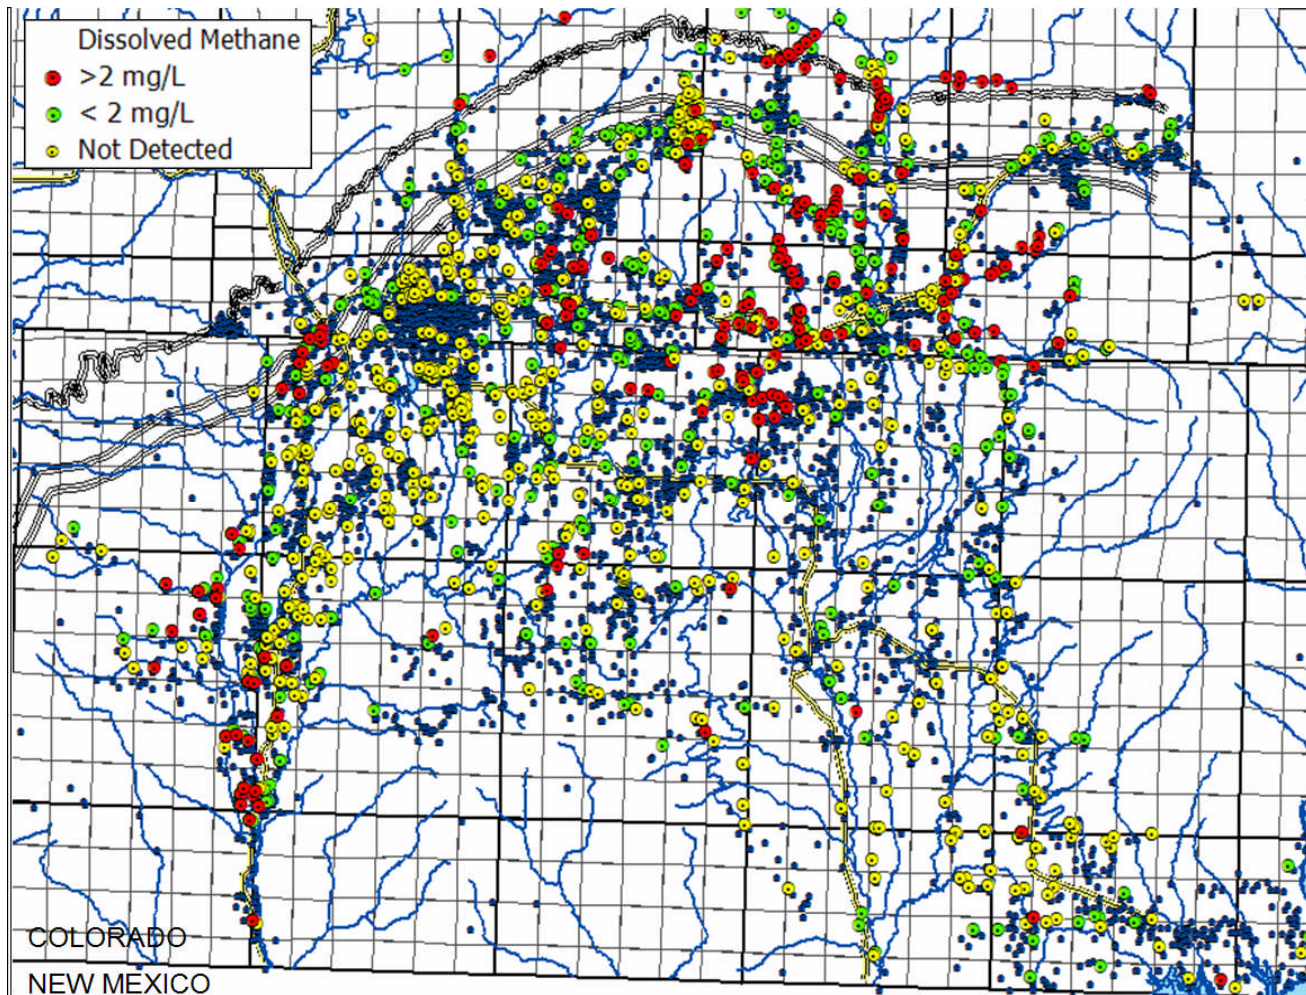 Dissolved Methane
>2 mg/L
< 2 mg/L
Not Detected
COLORADO
NEW MEXICO